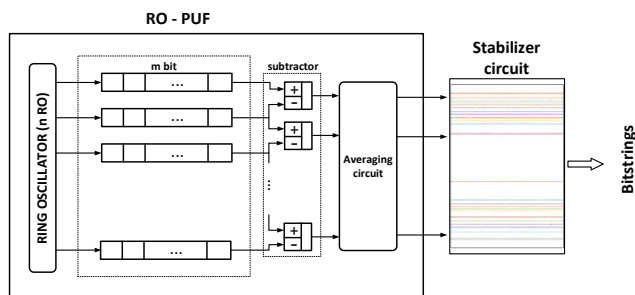 RO - PUF
Stabilizer
circuit
m bit
subtractor
RING OSCILLATOR (n RO)
...
+
−
...
+
−
...
Averaging
circuit
...
...
+
−
Bitstrings